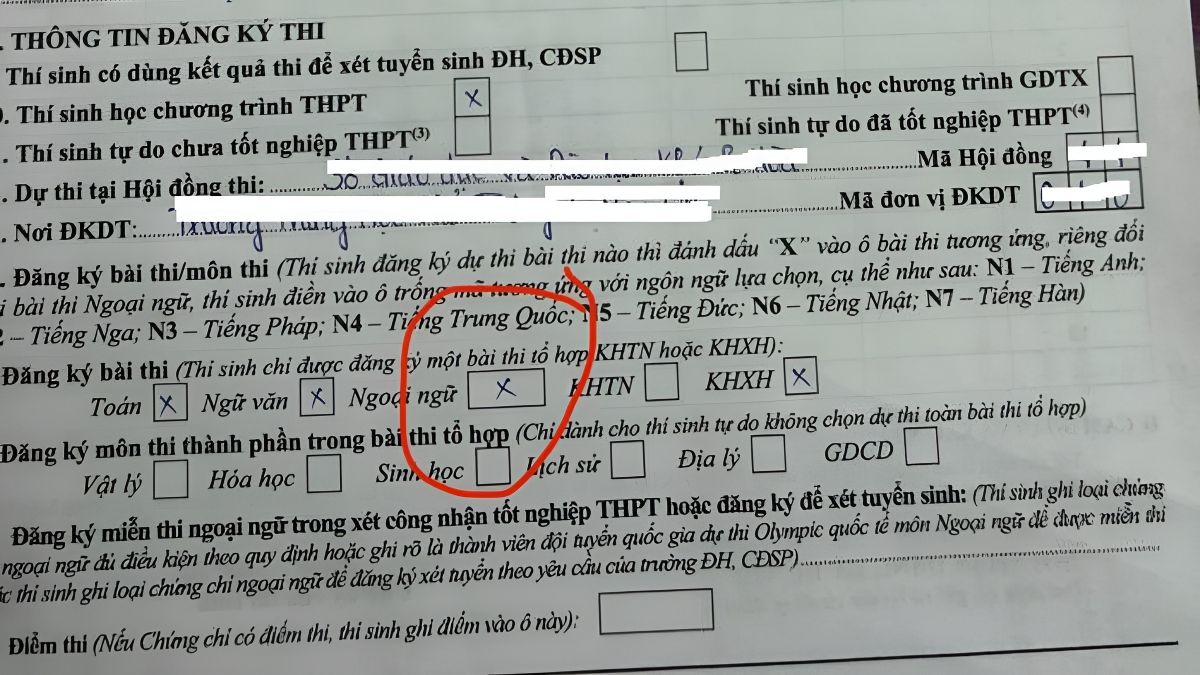 . THÔNG TIN ĐĂNG KÝ THI
Thí sinh có dùng kết quả thi để xét tuyển sinh ĐH, CĐSP
. Thí sinh học chương trình THPT X Thí sinh học chương trình GDTX
. Thí sinh tự do chưa tốt nghiệp THPT(3) Thí sinh tự do đã tốt nghiệp THPT(4)
. Dự thi tại Hội đồng thi: Mã Hội đồng
. Nơi ĐKDT: Mã đơn vị ĐKDT
. Đăng ký bài thi/môn thi (Thí sinh đăng ký dự thi bài thi nào thì đánh dấu “X” vào ô bài thi tương ứng, riêng đối
i bài thi Ngoại ngữ, thí sinh điền vào ô trống mã tương ứng với ngôn ngữ lựa chọn, cụ thể như sau: N1 – Tiếng Anh;
2 – Tiếng Nga; N3 – Tiếng Pháp; N4 – Tiếng Trung Quốc; N5 – Tiếng Đức; N6 – Tiếng Nhật; N7 – Tiếng Hàn)
Đăng ký bài thi (Thí sinh chỉ được đăng ký một bài thi tổ hợp KHTN hoặc KHXH):
Toán X Ngữ văn X Ngoại ngữ X KHTN KHXH X
Đăng ký môn thi thành phần trong bài thi tổ hợp (Chỉ dành cho thí sinh tự do không chọn dự thi toàn bài thi tổ hợp)
Vật lý Hóa học Sinh học Lịch sử Địa lý GDCD
Đăng ký miễn thi ngoại ngữ trong xét công nhận tốt nghiệp THPT hoặc đăng ký để xét tuyển sinh: (Thí sinh ghi loại chứng
ngoại ngữ đủ điều kiện theo quy định hoặc ghi rõ là thành viên đội tuyển quốc gia dự thi Olympic quốc tế môn Ngoại ngữ để được miễn thi
ặc thí sinh ghi loại chứng chỉ ngoại ngữ để đăng ký xét tuyển theo yêu cầu của trường ĐH, CĐSP)
Điểm thi (Nếu Chứng chỉ có điểm thi, thí sinh ghi điểm vào ô này):